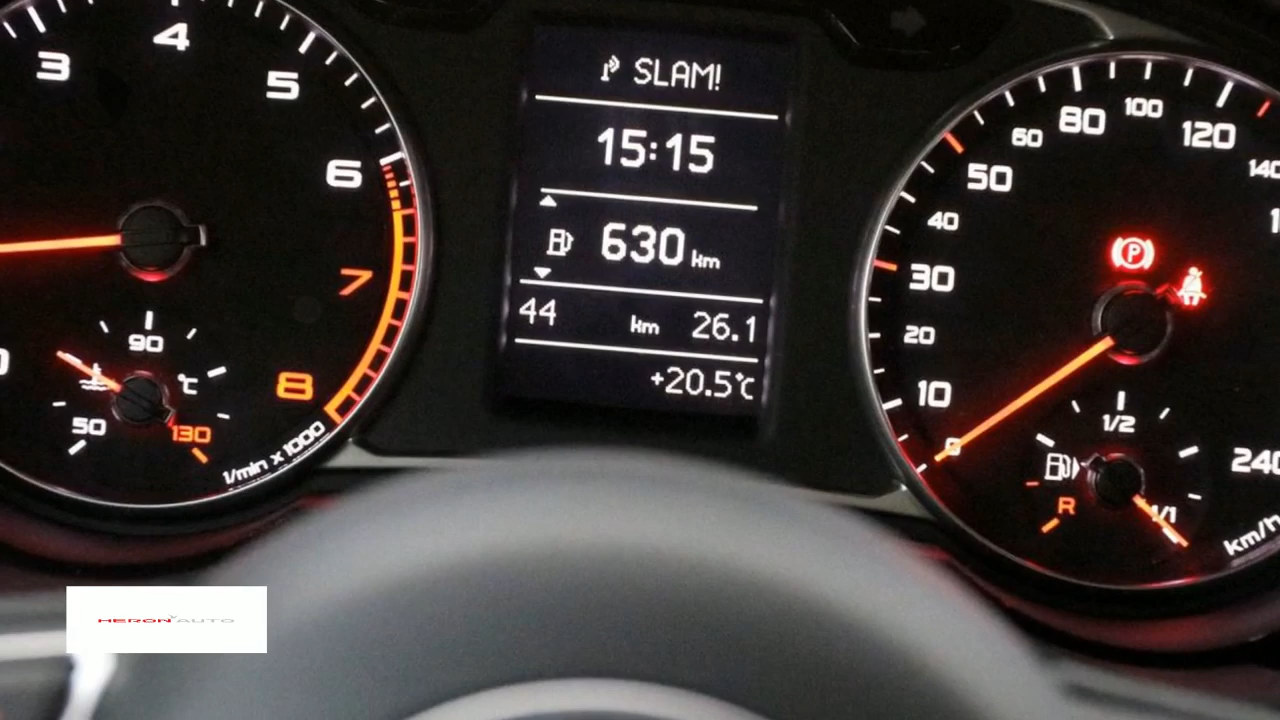 3
4
5
6
7
8
1/min x 1000
50
90
130
°C
SLAM!
15:15
630 km
44 km 26.1
+20.5°C
0
10
20
30
40
50
60
80
100
120
140
240
km/h
P
R
1/2
1/1
HERON AUTO